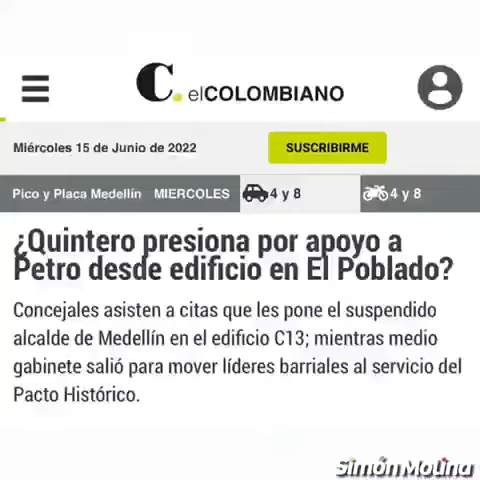 C. elCOLOMBIANO
Miércoles 15 de Junio de 2022 SUSCRIBIRME
Pico y Placa Medellín MIERCOLES 4 y 8 4 y 8
¿Quintero presiona por apoyo a
Petro desde edificio en El Poblado?
Concejales asisten a citas que les pone el suspendido
alcalde de Medellín en el edificio C13; mientras medio
gabinete salió para mover líderes barriales al servicio del
Pacto Histórico.
Simón Molina